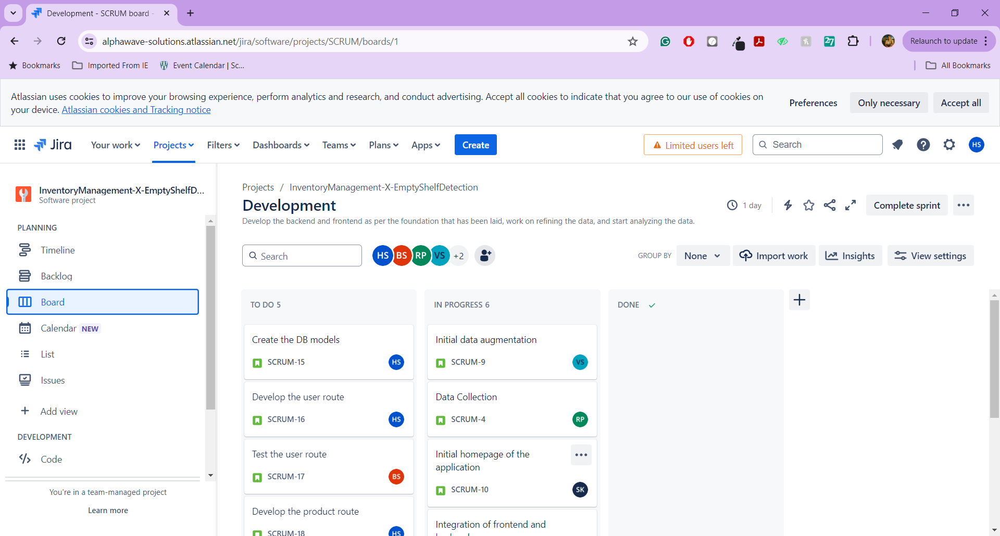 Development - SCRUM board -
alphawave-solutions.atlassian.net/jira/software/projects/SCRUM/boards/1
Relaunch to update
Bookmarks
Imported From IE
Event Calendar | Sc...
All Bookmarks
Atlassian uses cookies to improve your browsing experience, perform analytics and research, and conduct advertising. Accept all cookies to indicate that you agree to our use of cookies on
your device. Atlassian cookies and Tracking notice
Preferences
Only necessary
Accept all
Jira
Your work
Projects
Filters
Dashboards
Teams
Plans
Apps
Create
Limited users left
Search
HS
InventoryManagement-X-EmptyShelfD...
Software project
PLANNING
Timeline
Backlog
Board
Calendar NEW
List
Issues
Add view
DEVELOPMENT
Code
You're in a team-managed project
Learn more
Projects / InventoryManagement-X-EmptyShelfDetection
Development
Develop the backend and frontend as per the foundation that has been laid, work on refining the data, and start analyzing the data.
1 day
Complete sprint
Search
HS BS RP VS +2
GROUP BY
None
Import work
Insights
View settings
TO DO 5
Create the DB models
SCRUM-15
HS
Develop the user route
SCRUM-16
HS
Test the user route
SCRUM-17
BS
Develop the product route
SCRUM-18
HS
IN PROGRESS 6
Initial data augmentation
SCRUM-9
VS
Data Collection
SCRUM-4
RP
Initial homepage of the
application
SCRUM-10
SK
Integration of frontend and
DONE